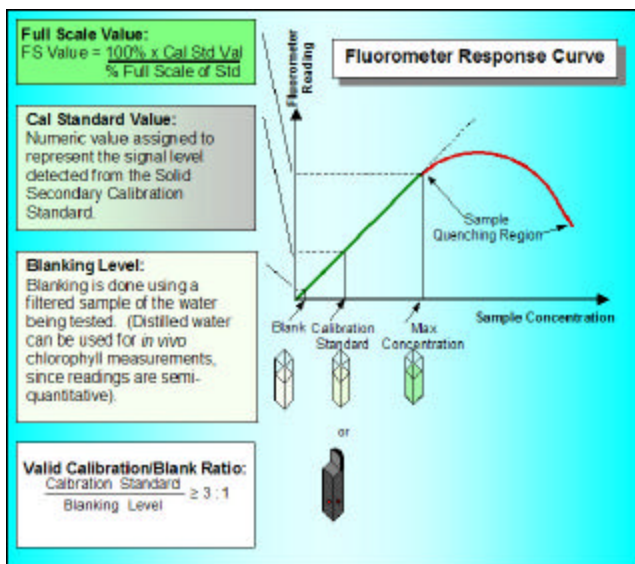 Full Scale Value:
FS Value = 100% x Cal Std Val
% Full Scale of Std
Cal Standard Value:
Numeric value assigned to
represent the signal level
detected from the Solid
Secondary Calibration
Standard.
Blanking Level:
Blanking is done using a
filtered sample of the water
being tested. (Distilled water
can be used for in vivo
chlorophyll measurements,
since readings are semi-
quantitative).
Valid Calibration/Blank Ratio:
Calbration Standard
Blanking Level
≥ 3 : 1
Fluorometer Response Curve
Fluorometer
Reading
Sample
Quenching Region
Sample Concentration
Blank
Calibration
Standard
Max
Concentration
or